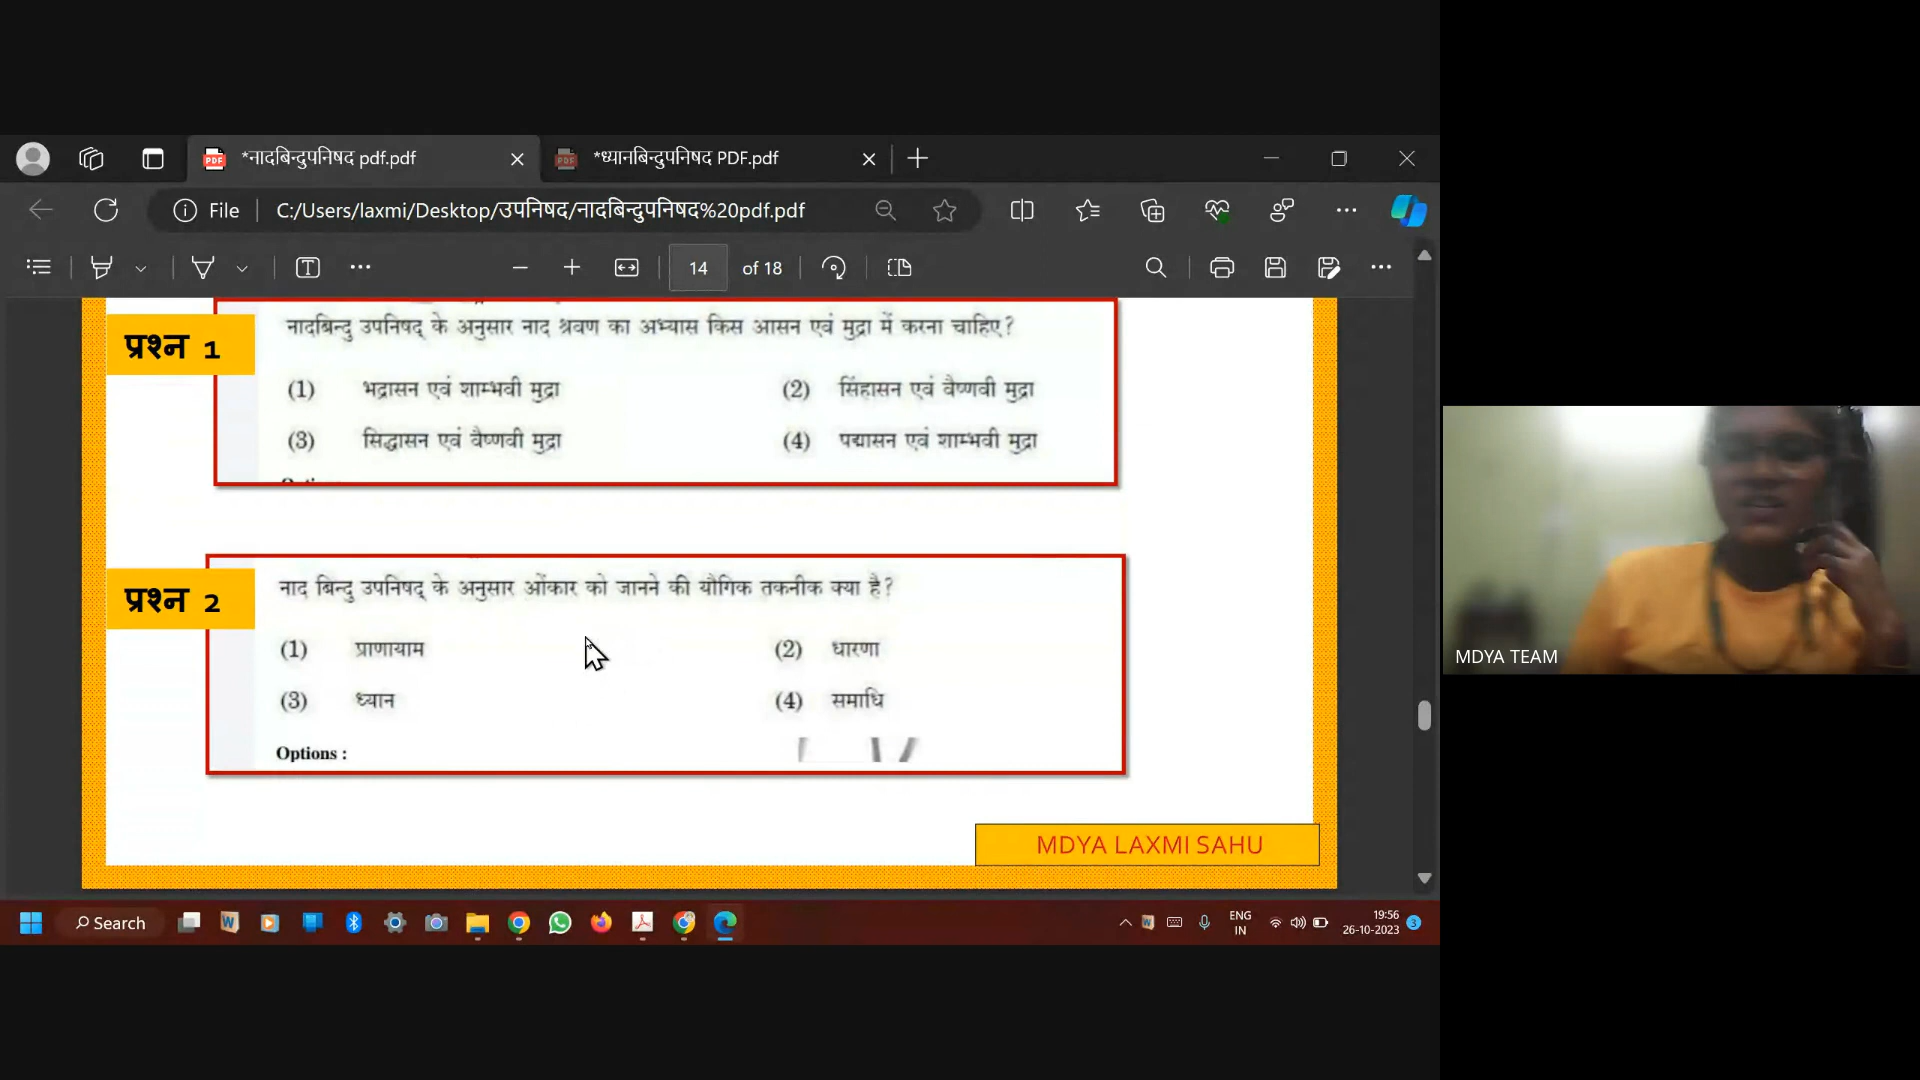 *नादबिन्दुपनिषद pdf.pdf
*ध्यानबिन्दुपनिषद PDF.pdf
File
C:/Users/laxmi/Desktop/उपनिषद/नादबिन्दुपनिषद%20pdf.pdf
14 of 18
प्रश्न 1
नादबिन्दु उपनिषद् के अनुसार नाद श्रवण का अभ्यास किस आसन एवं मुद्रा में करना चाहिए?
(1) भद्रासन एवं शाम्भवी मुद्रा
(2) सिंहासन एवं वैष्णवी मुद्रा
(3) सिद्धासन एवं वैष्णवी मुद्रा
(4) पद्मासन एवं शाम्भवी मुद्रा
प्रश्न 2
नाद बिन्दु उपनिषद् के अनुसार ओंकार को जानने की यौगिक तकनीक क्या है?
(1) प्राणायाम
(2) धारणा
(3) ध्यान
(4) समाधि
Options :
MDYA LAXMI SAHU
MDYA TEAM
Search
ENG
IN
19:56
26-10-2023
3